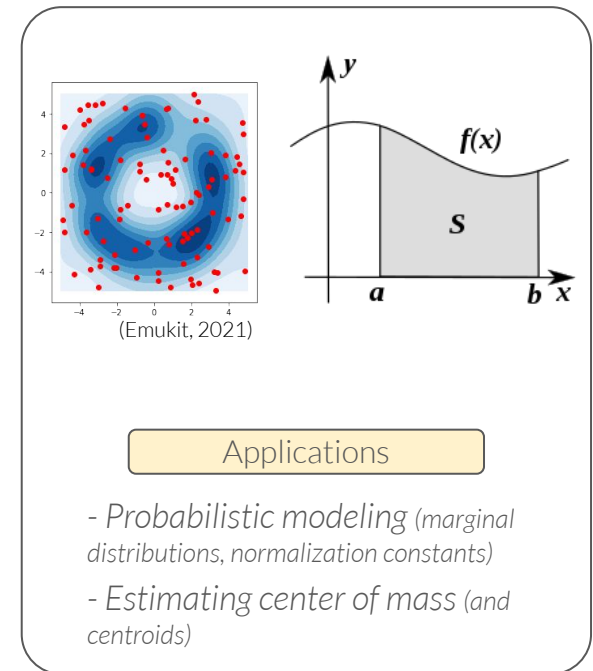 4
2
0
−2
−4
−4
−2
0
2
4
(Emukit, 2021)
y
f(x)
S
a
b
x
Applications
- Probabilistic modeling (marginal
distributions, normalization constants)
- Estimating center of mass (and
centroids)